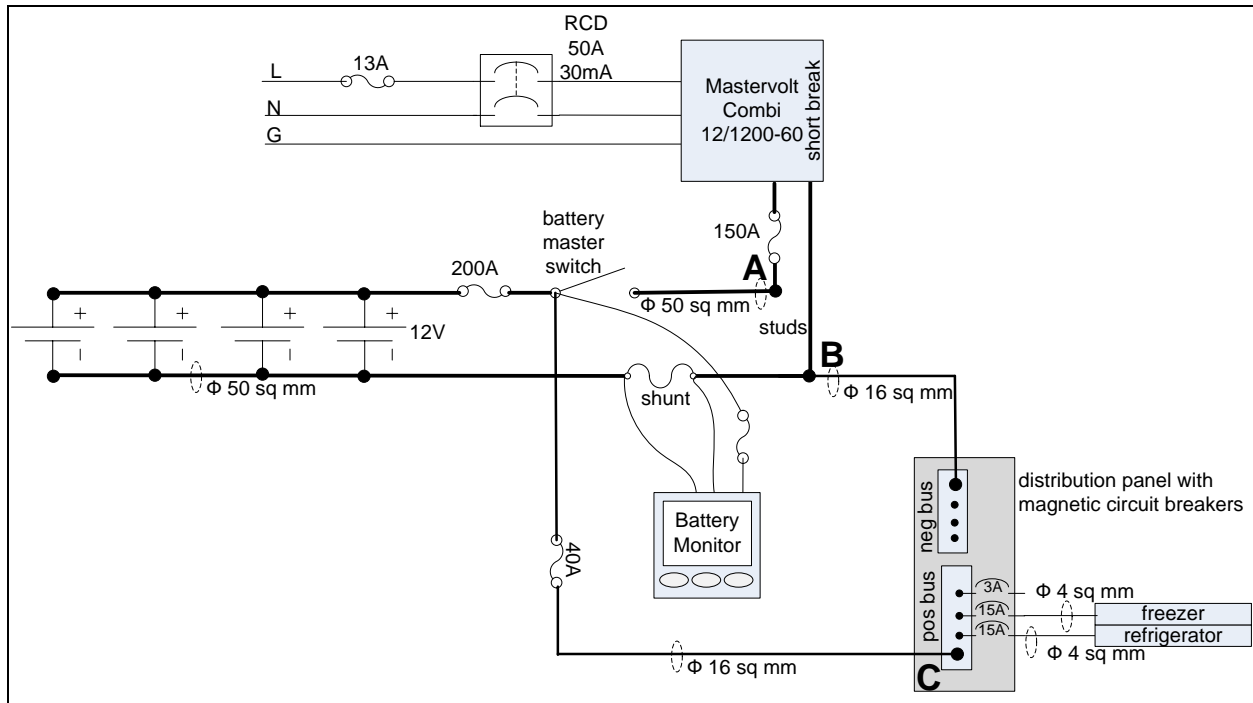 RCD
50A
30mA
13A
L
N
G
Mastervolt
Combi
12/1200-60
short break
battery
master
switch
150A
200A
A
Φ 50 sq mm
studs
+
+
+
+
12V
B
Φ 50 sq mm
shunt
Φ 16 sq mm
distribution panel with
magnetic circuit breakers
neg bus
Battery
Monitor
40A
pos bus
3A
Φ 4 sq mm
15A
freezer
15A
refrigerator
Φ 4 sq mm
Φ 16 sq mm
C